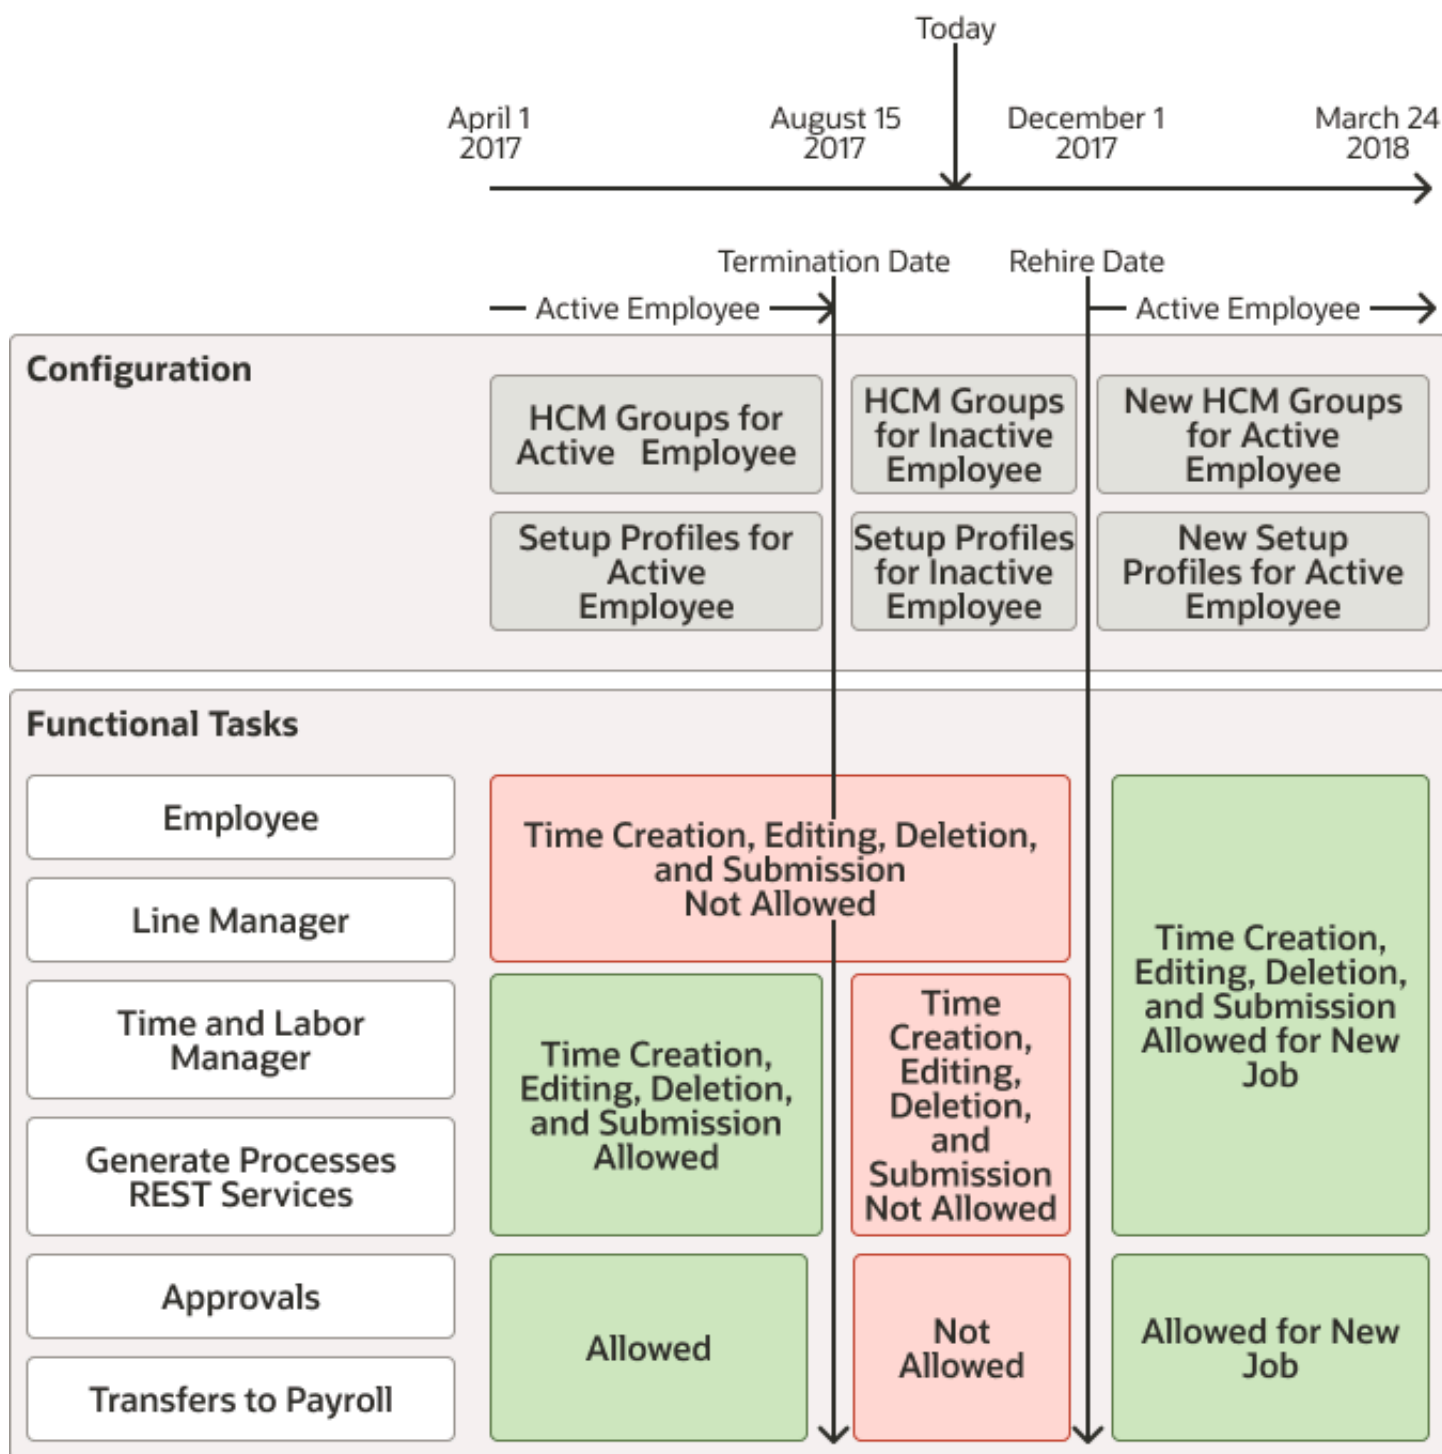 Today
April 1
2017
August 15
2017
December 1
2017
March 24
2018
Termination Date
Rehire Date
Active Employee
Active Employee
Configuration
HCM Groups for
Active Employee
HCM Groups
for Inactive
Employee
New HCM Groups
for Active
Employee
Setup Profiles for
Active
Employee
Setup Profiles
for Inactive
Employee
New Setup
Profiles for Active
Employee
Functional Tasks
Employee
Line Manager
Time and Labor
Manager
Generate Processes
REST Services
Approvals
Transfers to Payroll
Time Creation, Editing, Deletion,
and Submission
Not Allowed
Time Creation,
Editing, Deletion,
and Submission
Allowed
Time
Creation,
Editing,
Deletion,
and
Submission
Not Allowed
Time Creation,
Editing, Deletion,
and Submission
Allowed for New
Job
Allowed
Not
Allowed
Allowed for New
Job